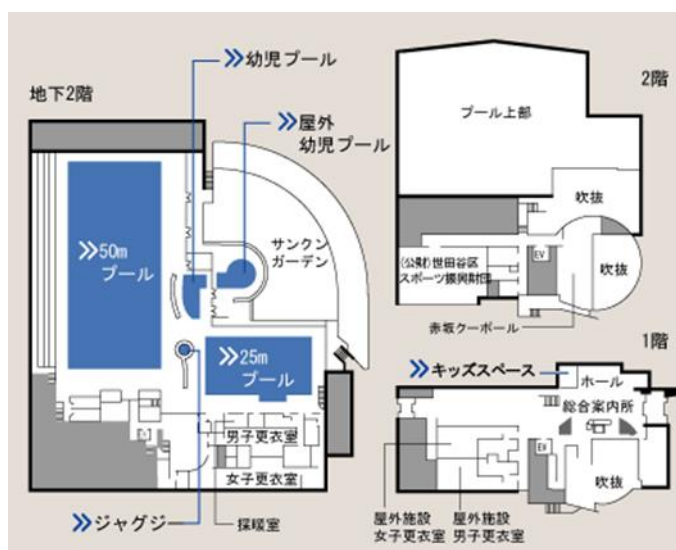 地下2階
≫幼児プール
≫屋外
幼児プール
≫50m
プール
サンクン
ガーデン
≫25m
プール
男子更衣室
女子更衣室
≫ジャグジー
採暖室
2階
プール上部
吹抜
(公財)世田谷区
スポーツ振興財団
EV
吹抜
赤坂クーポール
1階
≫キッズスペース
ホール
総合案内所
EV
吹抜
屋外施設
女子更衣室
屋外施設
男子更衣室